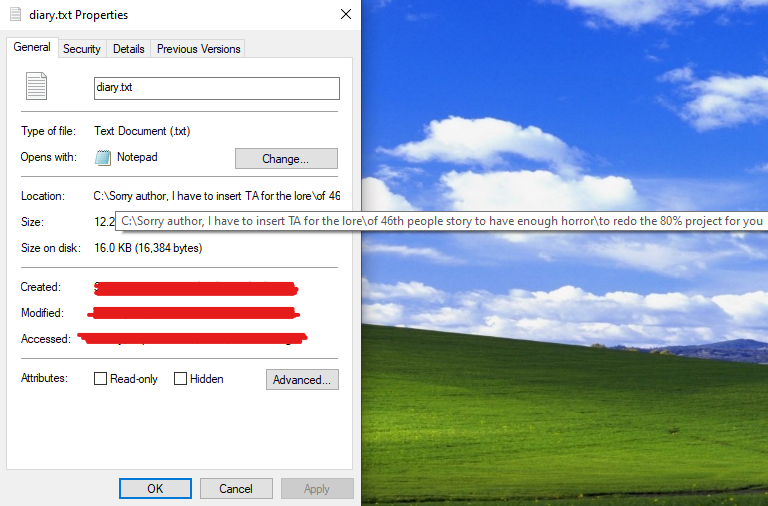 diary.txt Properties
General Security Details Previous Versions
diary.txt
Type of file: Text Document (.txt)
Opens with: Notepad Change...
Location: C:\Sorry author, I have to insert TA for the lore\of 46
Size: 12.2
C:\Sorry author, I have to insert TA for the lore\of 46th people story to have enough horror\to redo the 80% project for you
Size on disk: 16.0 KB (16,384 bytes)
Created:
Modified:
Accessed:
Attributes: Read-only Hidden Advanced...
OK Cancel Apply